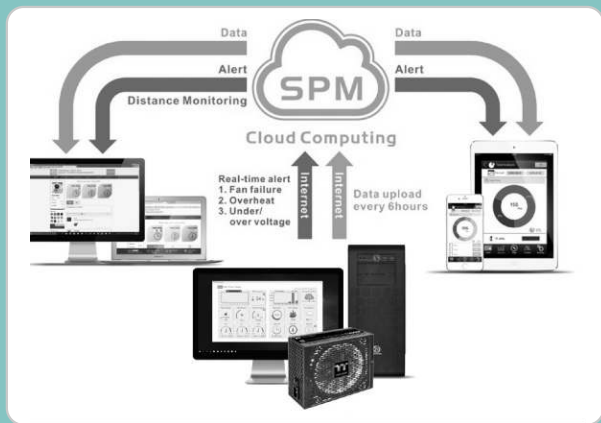 Data
Data
Alert
Alert
SPM
Distance Monitoring
Cloud Computing
Real-time alert
1. Fan failure
2. Overheat
3. Under/
over voltage
Internet
Internet
Data upload
every 6hours